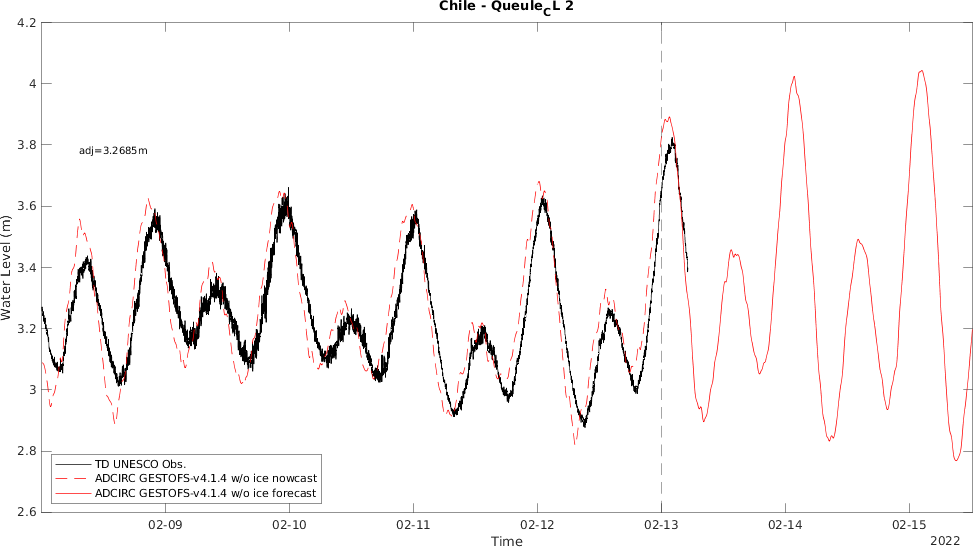 Chile - Queule_C L 2
4.2
4
3.8
3.6
3.4
3.2
3
2.8
2.6
Water Level (m)
adj=3.2685m
TD UNESCO Obs.
ADCIRC GESTOFS-v4.1.4 w/o ice nowcast
ADCIRC GESTOFS-v4.1.4 w/o ice forecast
02-09 02-10 02-11 02-12 02-13 02-14 02-15
Time
2022